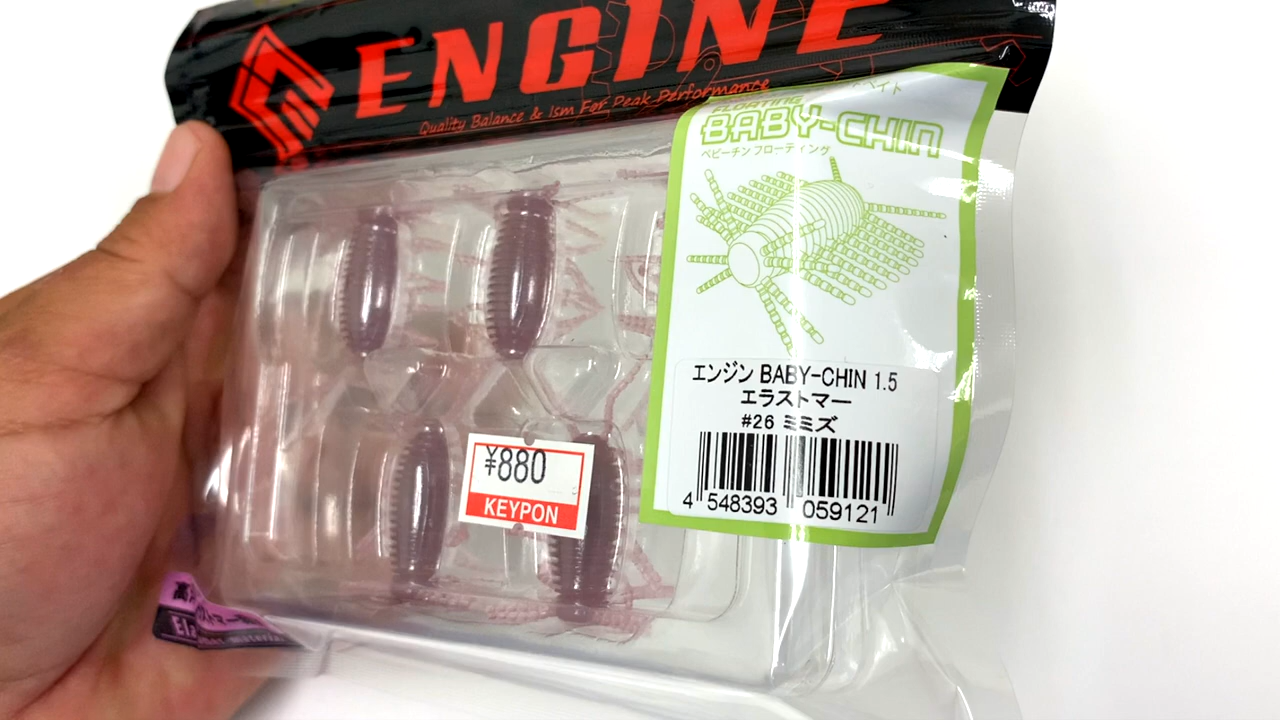 ENGINE
Quality Balance & Ism For Peak Performance
FLOATING
BABY-CHIN
ベビーチン フローティング
エンジン BABY-CHIN 1.5
エラストマー
#26 ミミズ
4 548393 059121
¥880
KEYPON